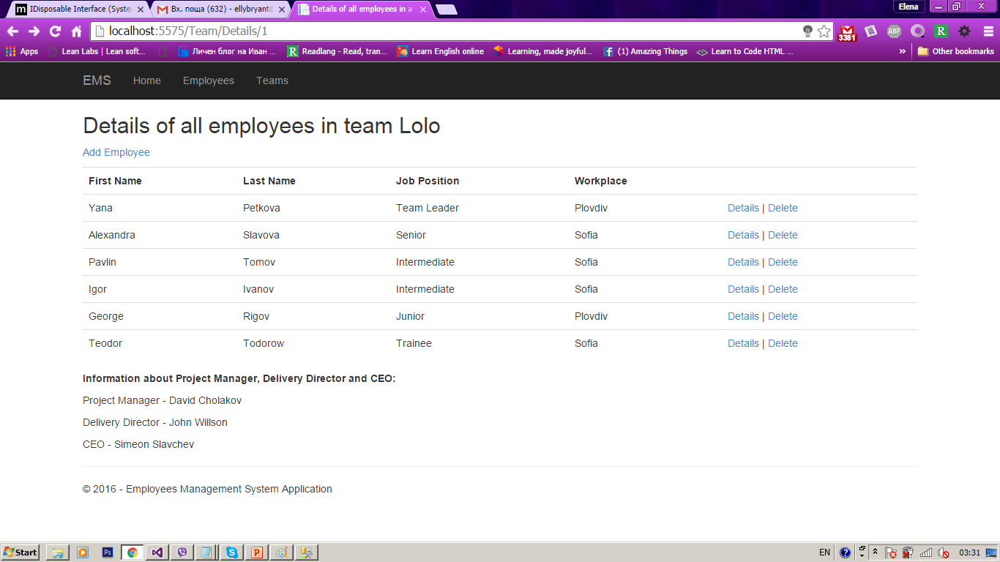 IDisposable Interface (System
Вх. поща (632) - ellybryant@
Details of all employees in a
Elena
localhost:5575/Team/Details/1
3381
ABP
R
Apps
Lean Labs | Lean soft...
Личен блог на Иван ...
Readlang - Read, tran...
Learn English online
Learning, made joyful...
(1) Amazing Things
Learn to Code HTML ...
» Other bookmarks
EMS Home Employees Teams
Details of all employees in team Lolo
Add Employee
First Name Last Name Job Position Workplace
Yana Petkova Team Leader Plovdiv Details | Delete
Alexandra Slavova Senior Sofia Details | Delete
Pavlin Tomov Intermediate Sofia Details | Delete
Igor Ivanov Intermediate Sofia Details | Delete
George Rigov Junior Plovdiv Details | Delete
Teodor Todorow Trainee Sofia Details | Delete
Information about Project Manager, Delivery Director and CEO:
Project Manager - David Cholakov
Delivery Director - John Willson
CEO - Simeon Slavchev
© 2016 - Employees Management System Application
Start
Ps
EN
03:31